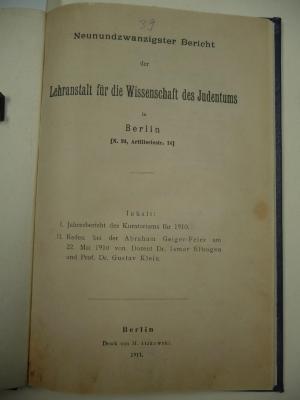 39
Neunundzwanzigster Bericht
der
Lehranstalt für die Wissenschaft des Judentums
in
Berlin
[N. 24, Artilleriestr. 14]
Inhalt:
I. Jahresbericht des Kuratoriums für 1910.
II. Reden bei der Abraham Geiger-Feier am
22. Mai 1910 von Dozent Dr. Ismar Elbogen
und Prof. Dr. Gustav Klein.
Berlin
Druck von M.
1911.